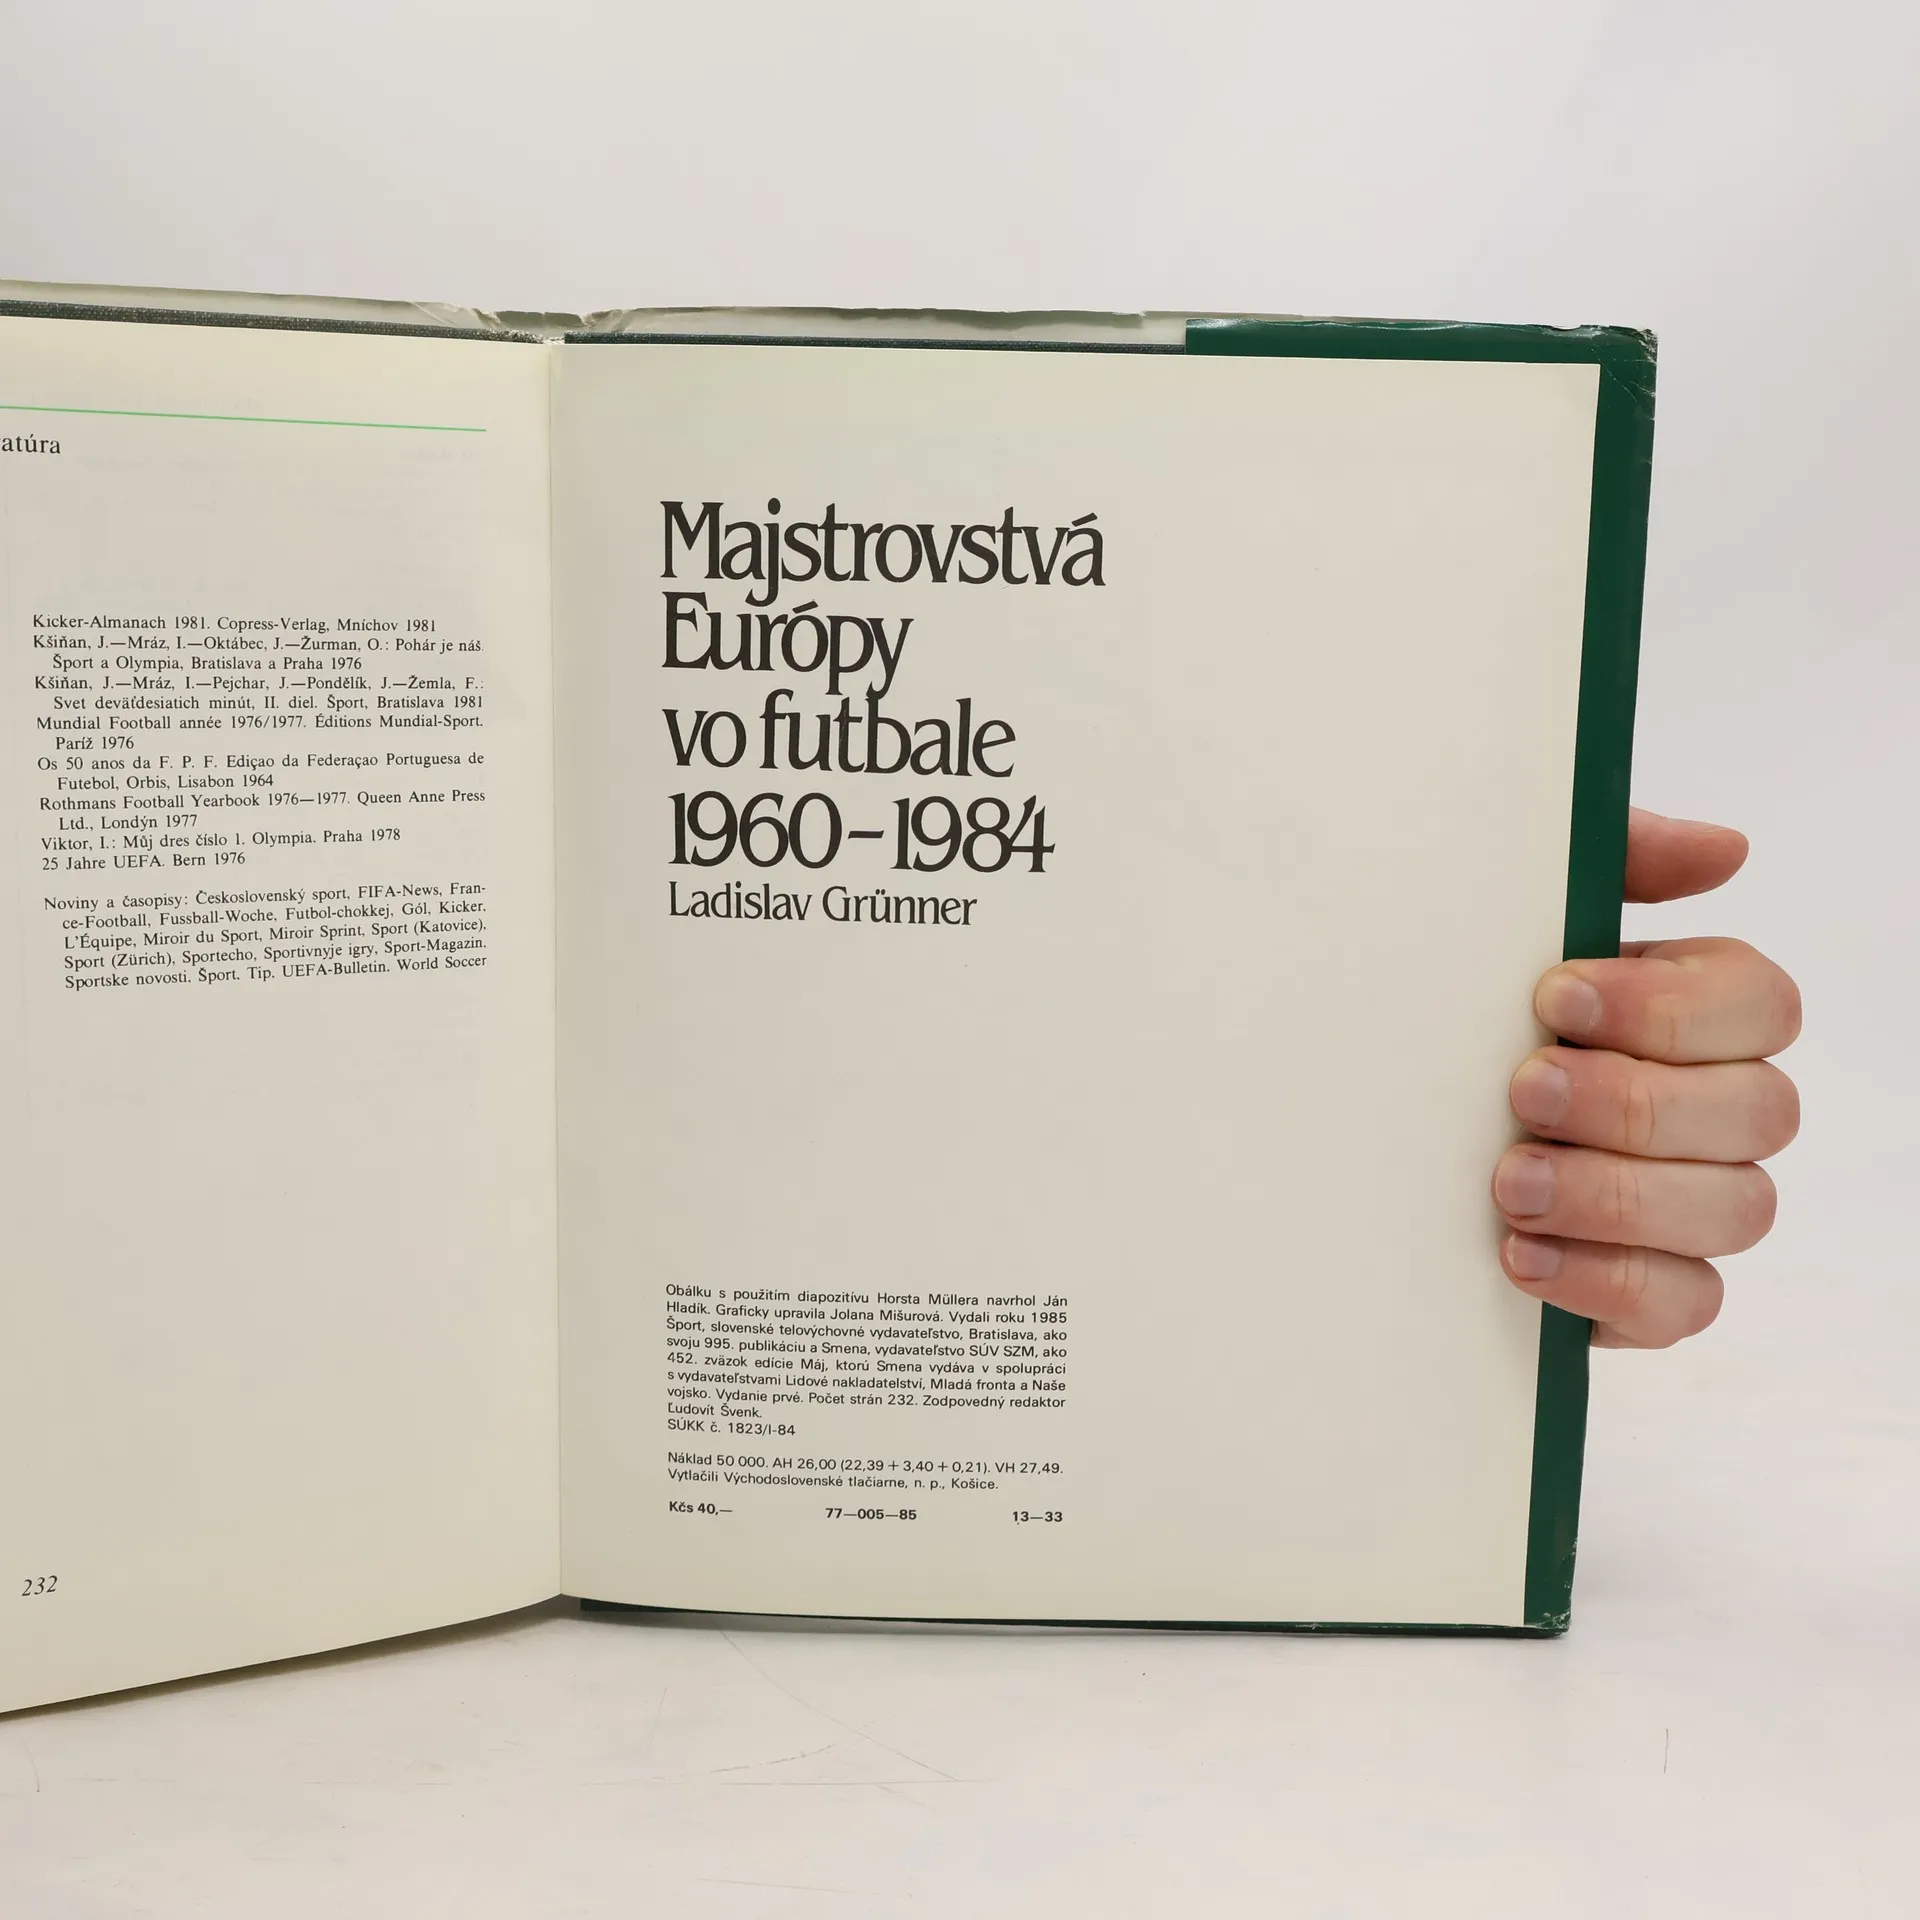 atúra
Kicker-Almanach 1981. Copress-Verlag, Mníchov 1981
Kšiňan, J.—Mráz, I.—Oktábec, J.—Žurman, O.: Pohár je náš.
Šport a Olympia, Bratislava a Praha 1976
Kšiňan, J.—Mráz, I.—Pejchar, J.—Pondělík, J.—Žemla, F.:
Svet deväťdesiatich minút, II. diel. Šport, Bratislava 1981
Mundial Football année 1976/1977. Éditions Mundial-Sport.
Paríž 1976
Os 50 anos da F. P. F. Ediçao da Federaçao Portuguesa de
Futebol, Orbis, Lisabon 1964
Rothmans Football Yearbook 1976—1977. Queen Anne Press
Ltd., Londýn 1977
Viktor, I.: Můj dres číslo 1. Olympia. Praha 1978
25 Jahre UEFA. Bern 1976
Noviny a časopisy: Československý sport, FIFA-News, Fran-
ce-Football, Fussball-Woche, Futbol-chokkej, Gól, Kicker,
L'Équipe, Miroir du Sport, Miroir Sprint, Sport (Katovice),
Sport (Zürich), Sportecho, Sportivnyje igry, Sport-Magazin,
Sportske novosti, Šport. Tip. UEFA-Bulletin. World Soccer
232
Majstrovstvá
Európy
vo futbale
1960–1984
Ladislav Grünner
Obálku s použitím diapozitívu Horsta Müllera navrhol Ján
Hladík. Graficky upravila Jolana Mišurová. Vydali roku 1985
Šport, slovenské telovýchovné vydavateľstvo, Bratislava, ako
svoju 995. publikáciu a Smena, vydavateľstvo SÚV SZM, ako
452. zväzok edície Máj, ktorú Smena vydáva v spolupráci
s vydavateľstvami Lidové nakladatelství, Mladá fronta a Naše
vojsko. Vydanie prvé. Počet strán 232. Zodpovedný redaktor
Ľudovít Švenk.
SÚKK č. 1823/I-84
Náklad 50 000. AH 26,00 (22,39 + 3,40 + 0,21). VH 27,49.
Vytlačili Východoslovenské tlačiarne, n. p., Košice.
Kčs 40,— 77—005—85 13—33